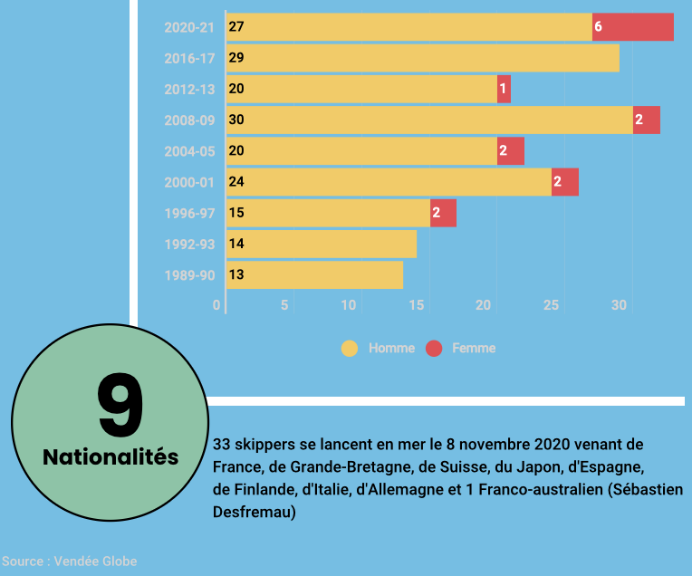 2020-21 27 6
2016-17 29
2012-13 20 1
2008-09 30 2
2004-05 20 2
2000-01 24 2
1996-97 15 2
1992-93 14
1989-90 13
0 5 10 15 20 25 30
Homme Femme
9
Nationalités
33 skippers se lancent en mer le 8 novembre 2020 venant de
France, de Grande-Bretagne, de Suisse, du Japon, d'Espagne,
de Finlande, d'Italie, d'Allemagne et 1 Franco-australien (Sébastien
Desfremau)
Source : Vendée Globe